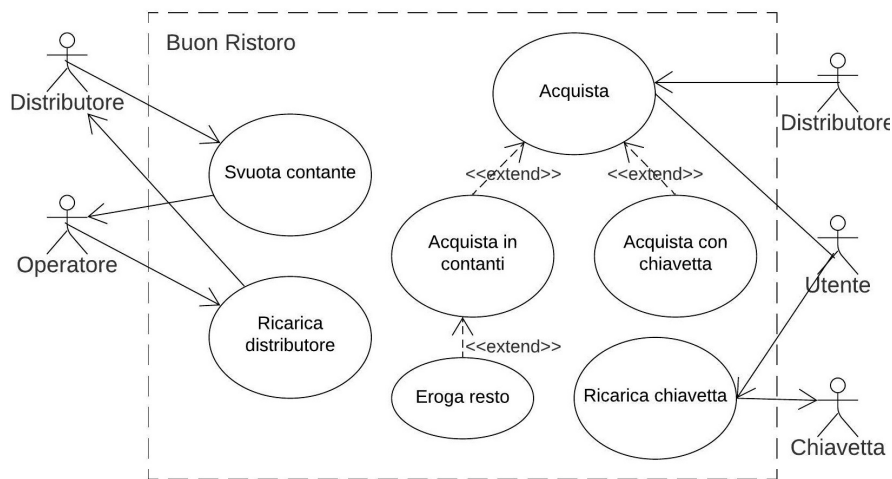 Buon Ristoro
Distributore
Svuota contante
Operatore
Ricarica
distributore
Acquista
<<extend>>
<<extend>>
Acquista in
contanti
Acquista con
chiavetta
<<extend>>
Eroga resto
Ricarica chiavetta
Distributore
Utente
Chiavetta